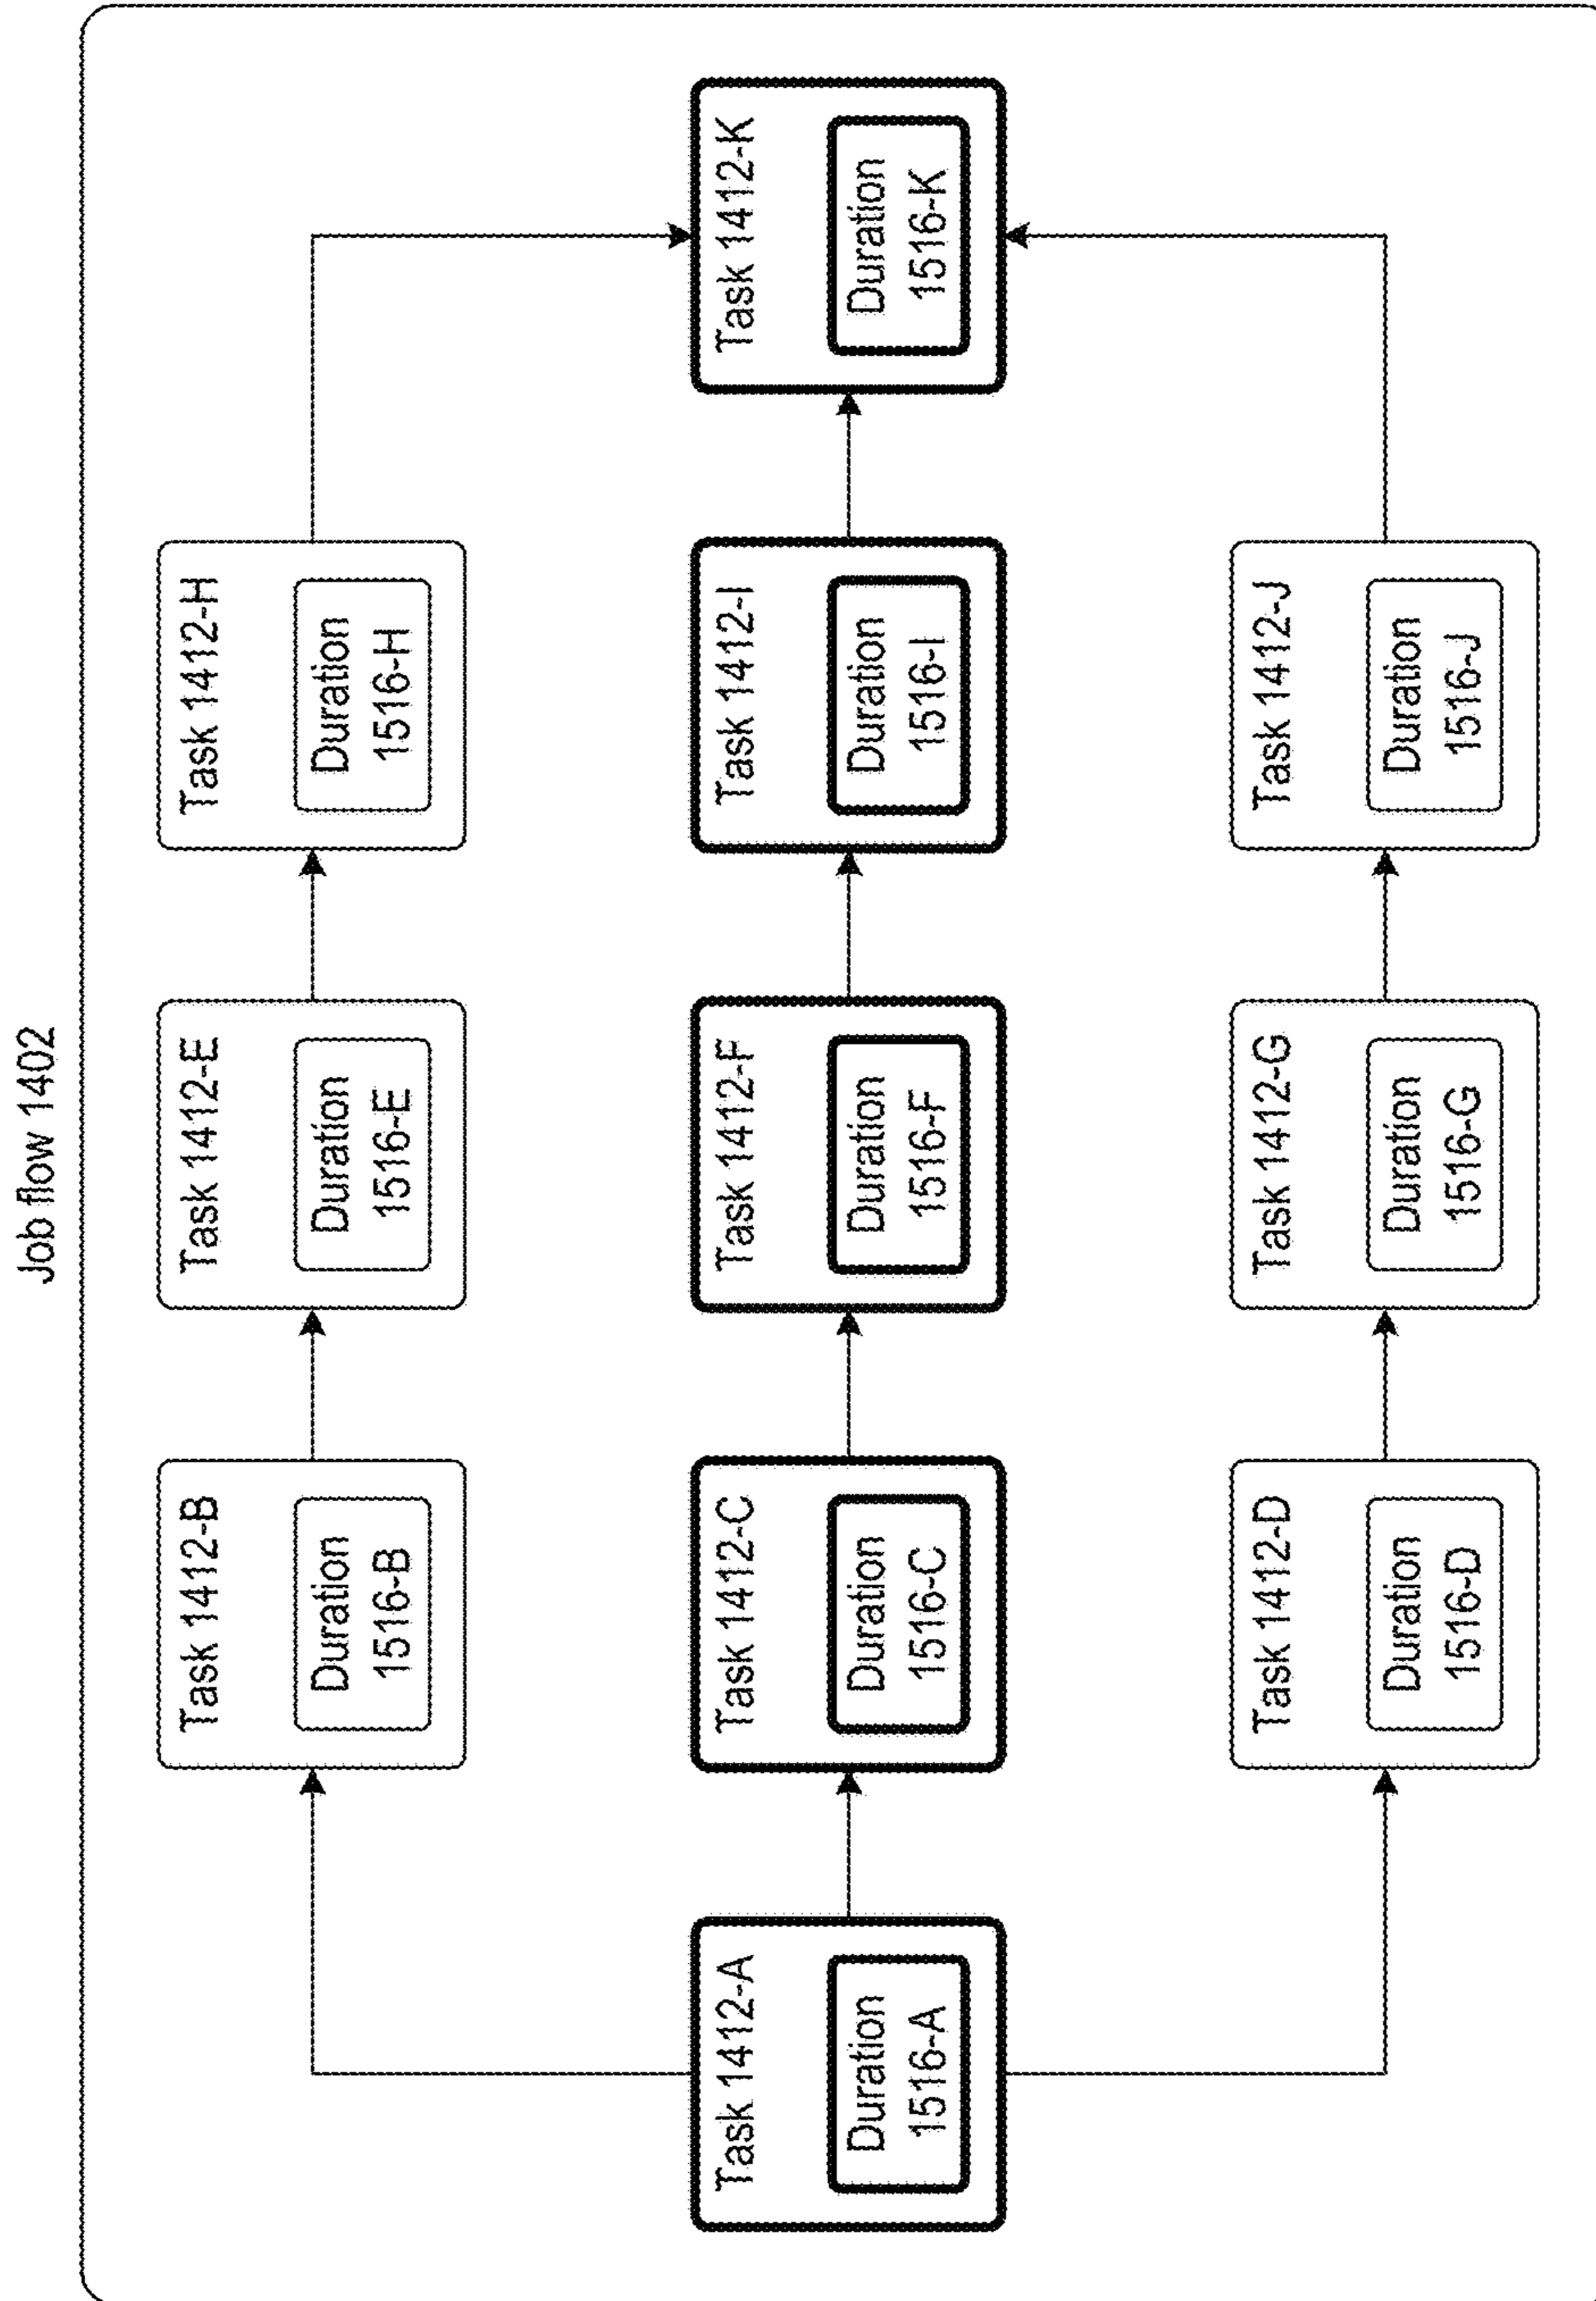 Job flow 1402
Task 1412-A
Duration
1516-A
Task 1412-B
Duration
1516-B
Task 1412-E
Duration
1516-E
Task 1412-H
Duration
1516-H
Task 1412-C
Duration
1516-C
Task 1412-F
Duration
1516-F
Task 1412-I
Duration
1516-I
Task 1412-K
Duration
1516-K
Task 1412-D
Duration
1516-D
Task 1412-G
Duration
1516-G
Task 1412-J
Duration
1516-J